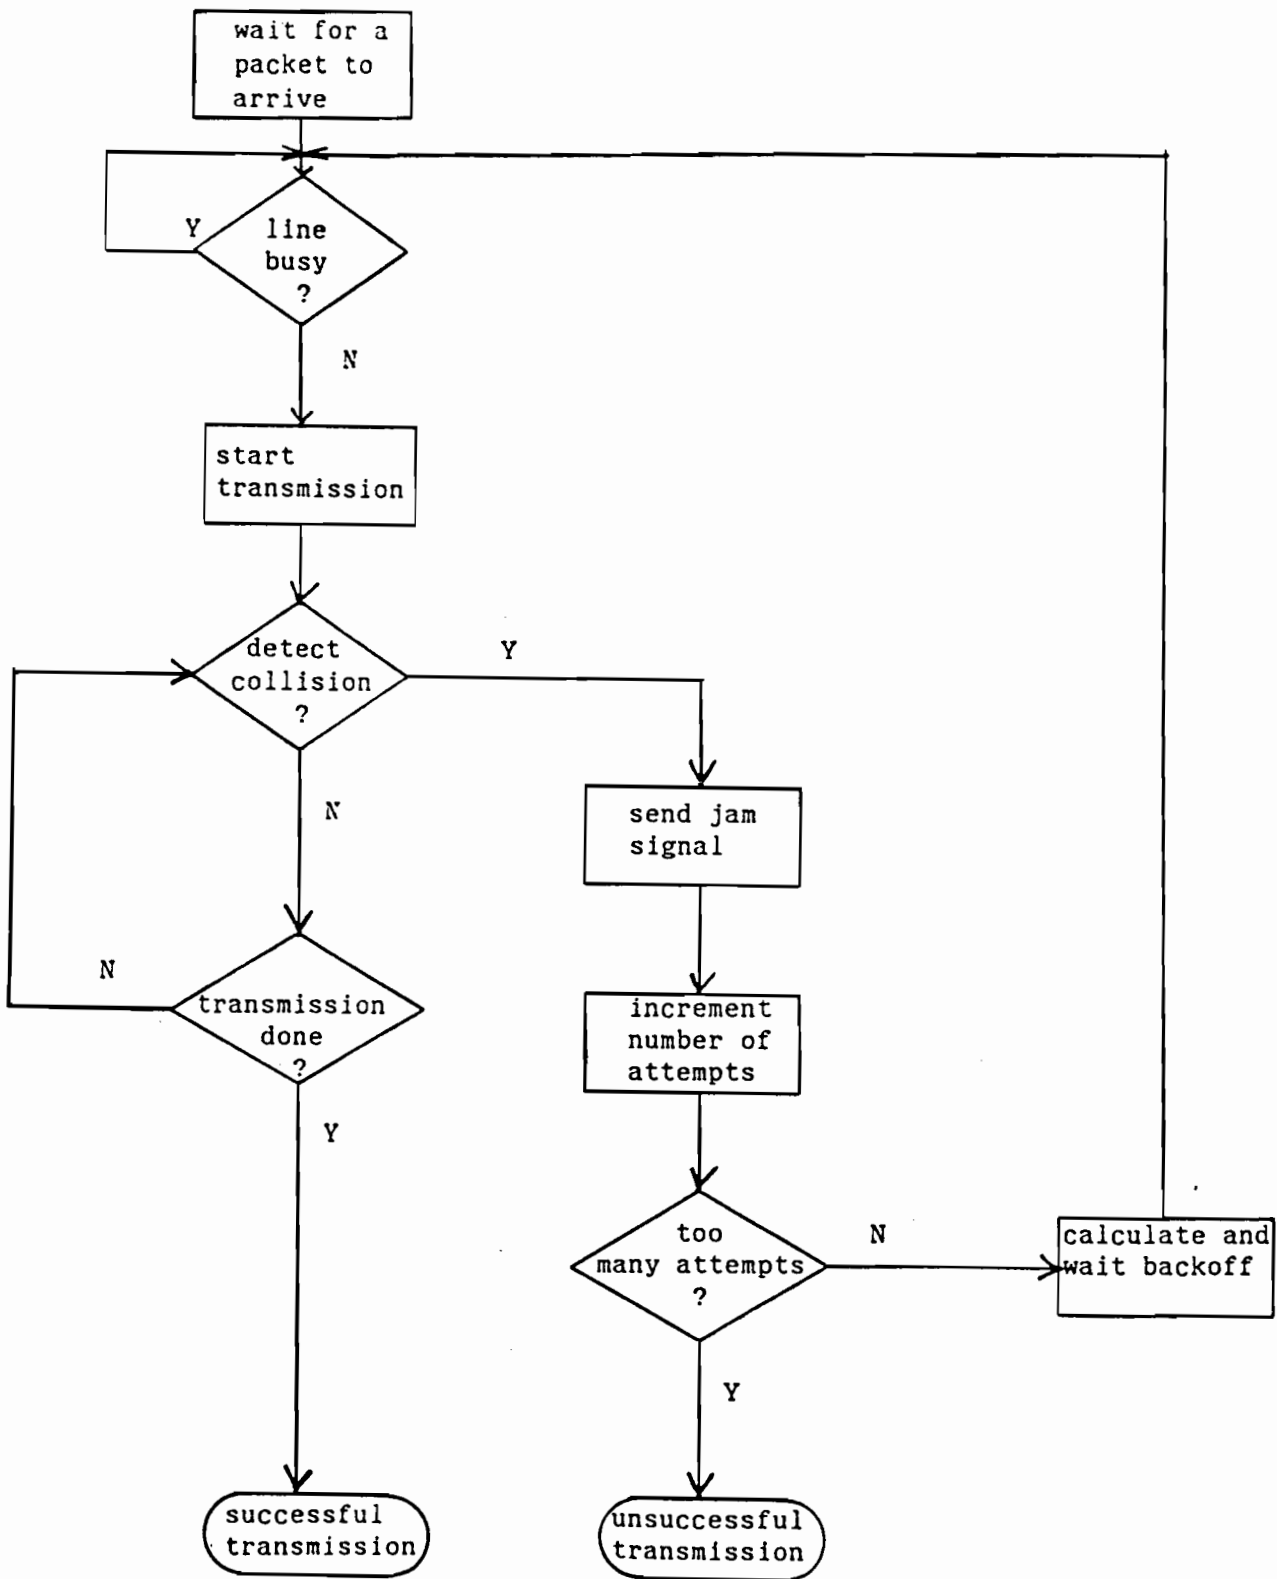 wait for a
packet to
arrive
Y
line
busy
?
N
start
transmission
detect
collision
?
Y
N
send jam
signal
N
transmission
done
?
increment
number of
attempts
Y
too
many attempts
?
N
calculate and
wait backoff
Y
successful
transmission
unsuccessful
transmission